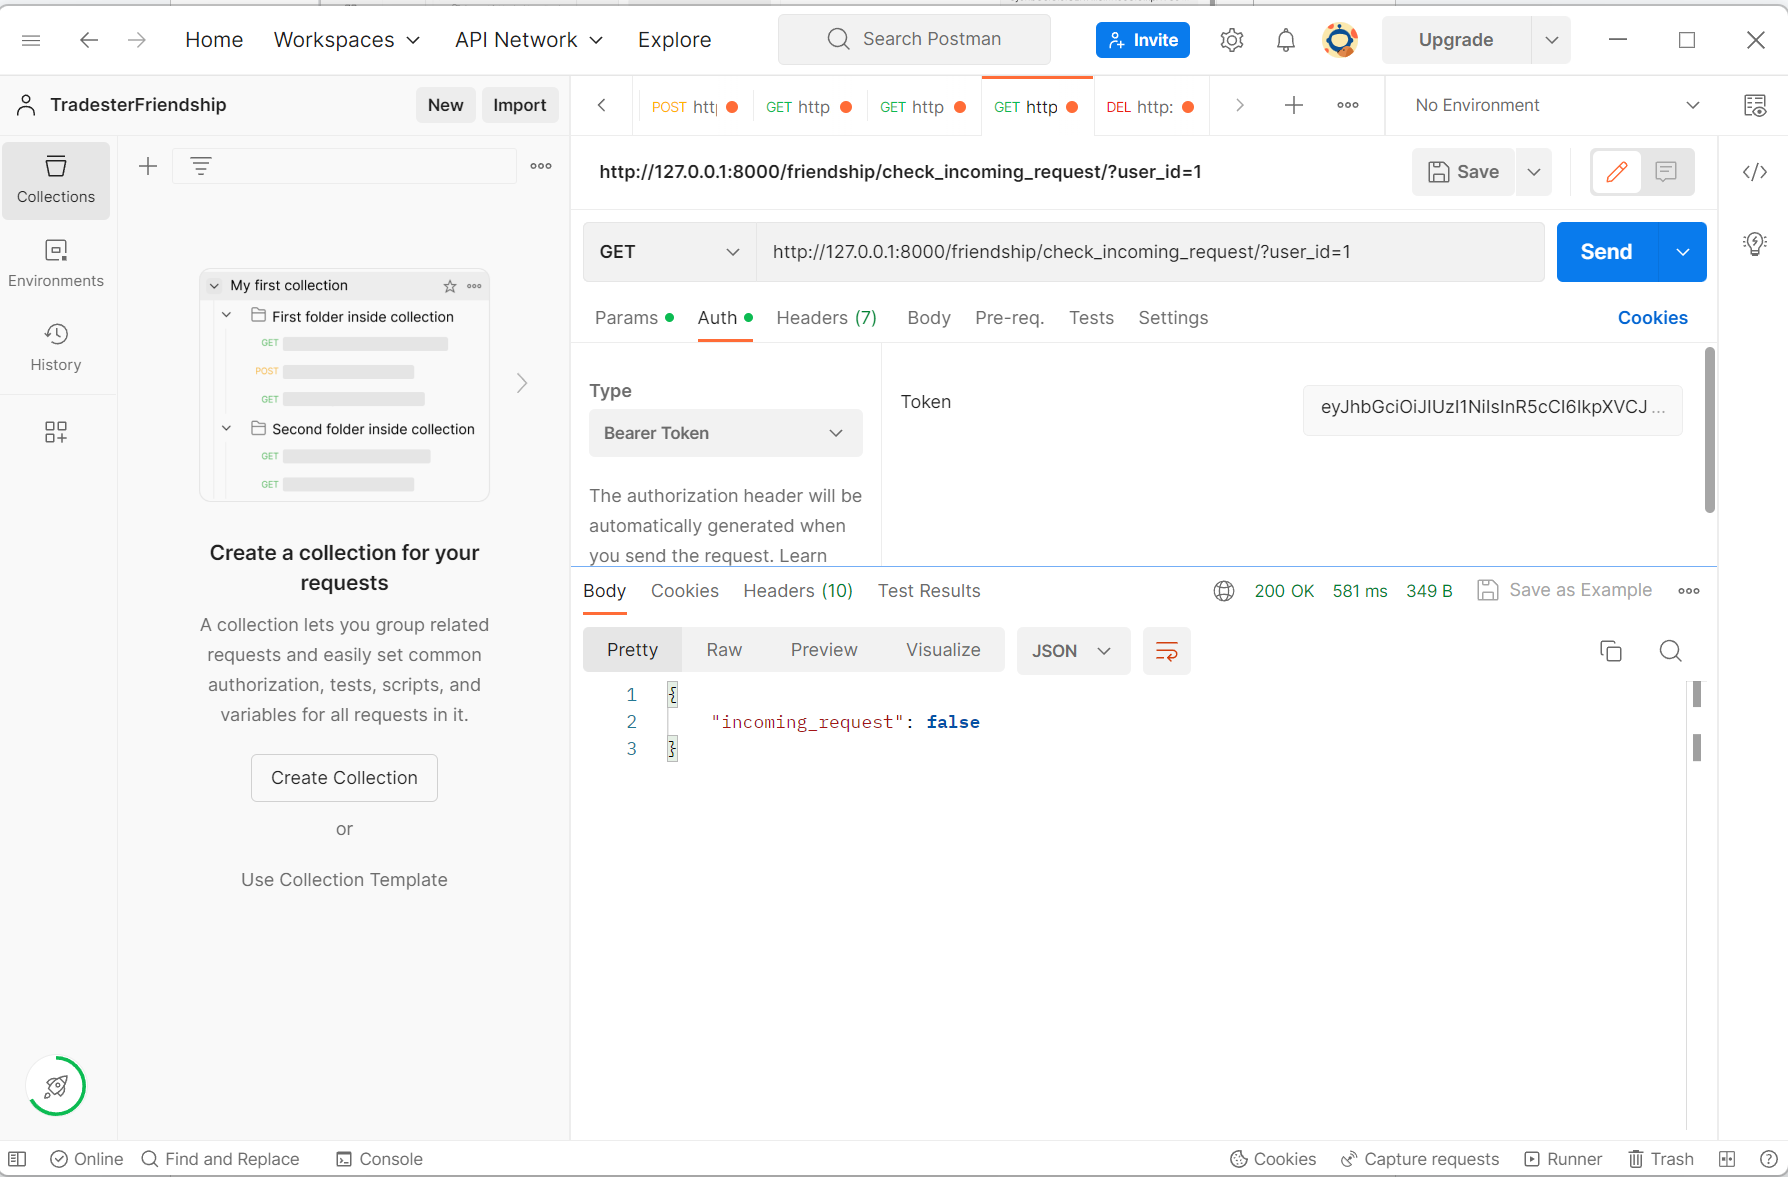 Home
Workspaces
API Network
Explore
Search Postman
Invite
Upgrade
TradesterFriendship
New
Import
POST
GET http
GET http
GET http
DEL http:
No Environment
Collections
Environments
History
My first collection
First folder inside collection
GET
POST
GET
Second folder inside collection
GET
GET
Create a collection for your
requests
A collection lets you group related
requests and easily set common
authorization, tests, scripts, and
variables for all requests in it.
Create Collection
or
Use Collection Template
http://127.0.0.1:8000/friendship/check_incoming_request/?user_id=1
Save
GET
http://127.0.0.1:8000/friendship/check_incoming_request/?user_id=1
Send
Params
Auth
Headers (7)
Body
Pre-req.
Tests
Settings
Cookies
Type
Bearer Token
The authorization header will be
automatically generated when
you send the request. Learn
Token
eyJhbGciOiJIUzI1NiIsInR5cCI6IkpXVCJ ...
Body
Cookies
Headers (10)
Test Results
200 OK
581 ms
349 B
Save as Example
Pretty
Raw
Preview
Visualize
JSON
1 {
2 "incoming_request": false
3 }
Online
Find and Replace
Console
Cookies
Capture requests
Runner
Trash